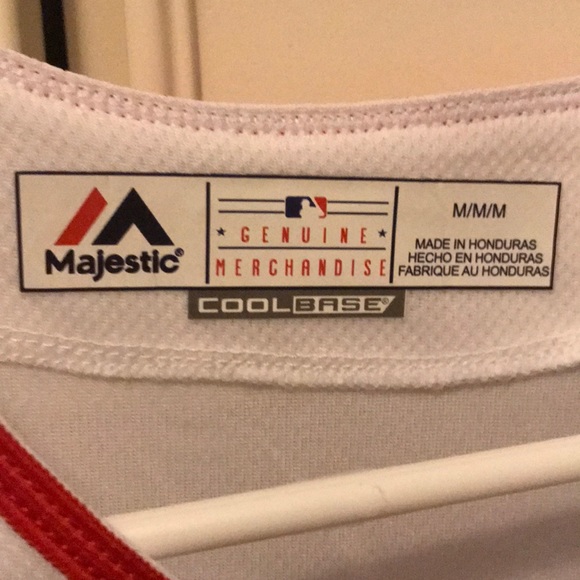 Majestic®
GENUINE
MERCHANDISE
M/M/M
MADE IN HONDURAS
HECHO EN HONDURAS
FABRIQUE AU HONDURAS
COOLBASE®